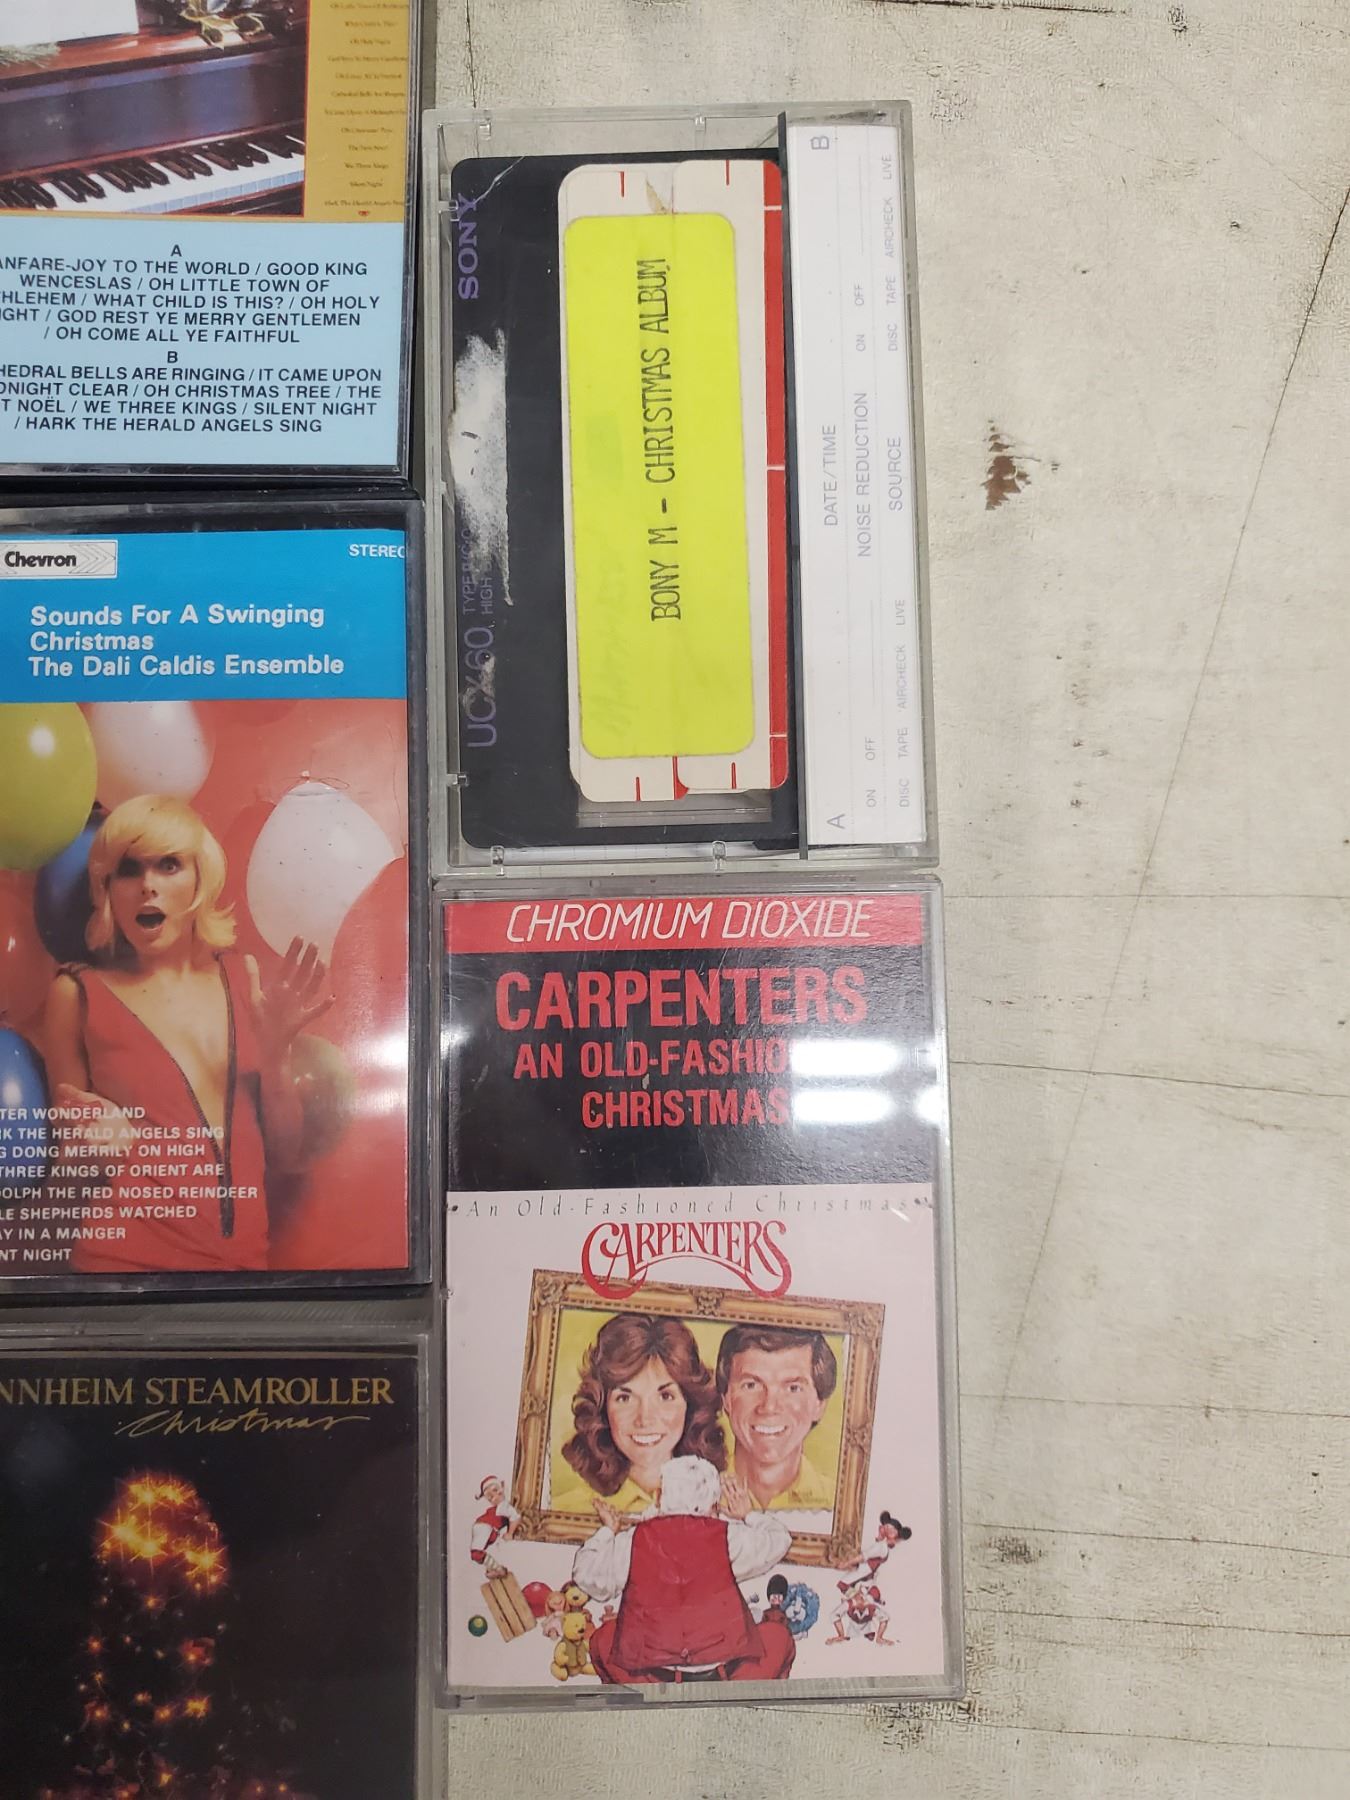 A
ANFARE-JOY TO THE WORLD / GOOD KING
WENCESLAS / OH LITTLE TOWN OF
HLEHEM / WHAT CHILD IS THIS? / OH HOLY
GHT / GOD REST YE MERRY GENTLEMEN
/ OH COME ALL YE FAITHFUL
B
HEDRAL BELLS ARE RINGING / IT CAME UPON
DNIGHT CLEAR / OH CHRISTMAS TREE / THE
T NOËL / WE THREE KINGS / SILENT NIGHT
/ HARK THE HERALD ANGELS SING
Chevron
STEREO
Sounds For A Swinging
Christmas
The Dali Caldis Ensemble
TER WONDERLAND
RK THE HERALD ANGELS SING
G DONG MERRILY ON HIGH
THREE KINGS OF ORIENT ARE
OLPH THE RED NOSED REINDEER
LE SHEPHERDS WATCHED
AY IN A MANGER
NT NIGHT
NNHEIM STEAMROLLER
Christmas
SONY
UCX60
TYPE
HIGH
BONY M - CHRISTMAS ALBUM
A B
DATE/TIME
ON OFF NOISE REDUCTION ON OFF
DISC TAPE AIRCHECK LIVE SOURCE DISC TAPE AIRCHECK LIVE
CHROMIUM DIOXIDE
CARPENTERS
AN OLD-FASHIO
CHRISTMAS
An Old-Fashioned Christmas
CARPENTERS